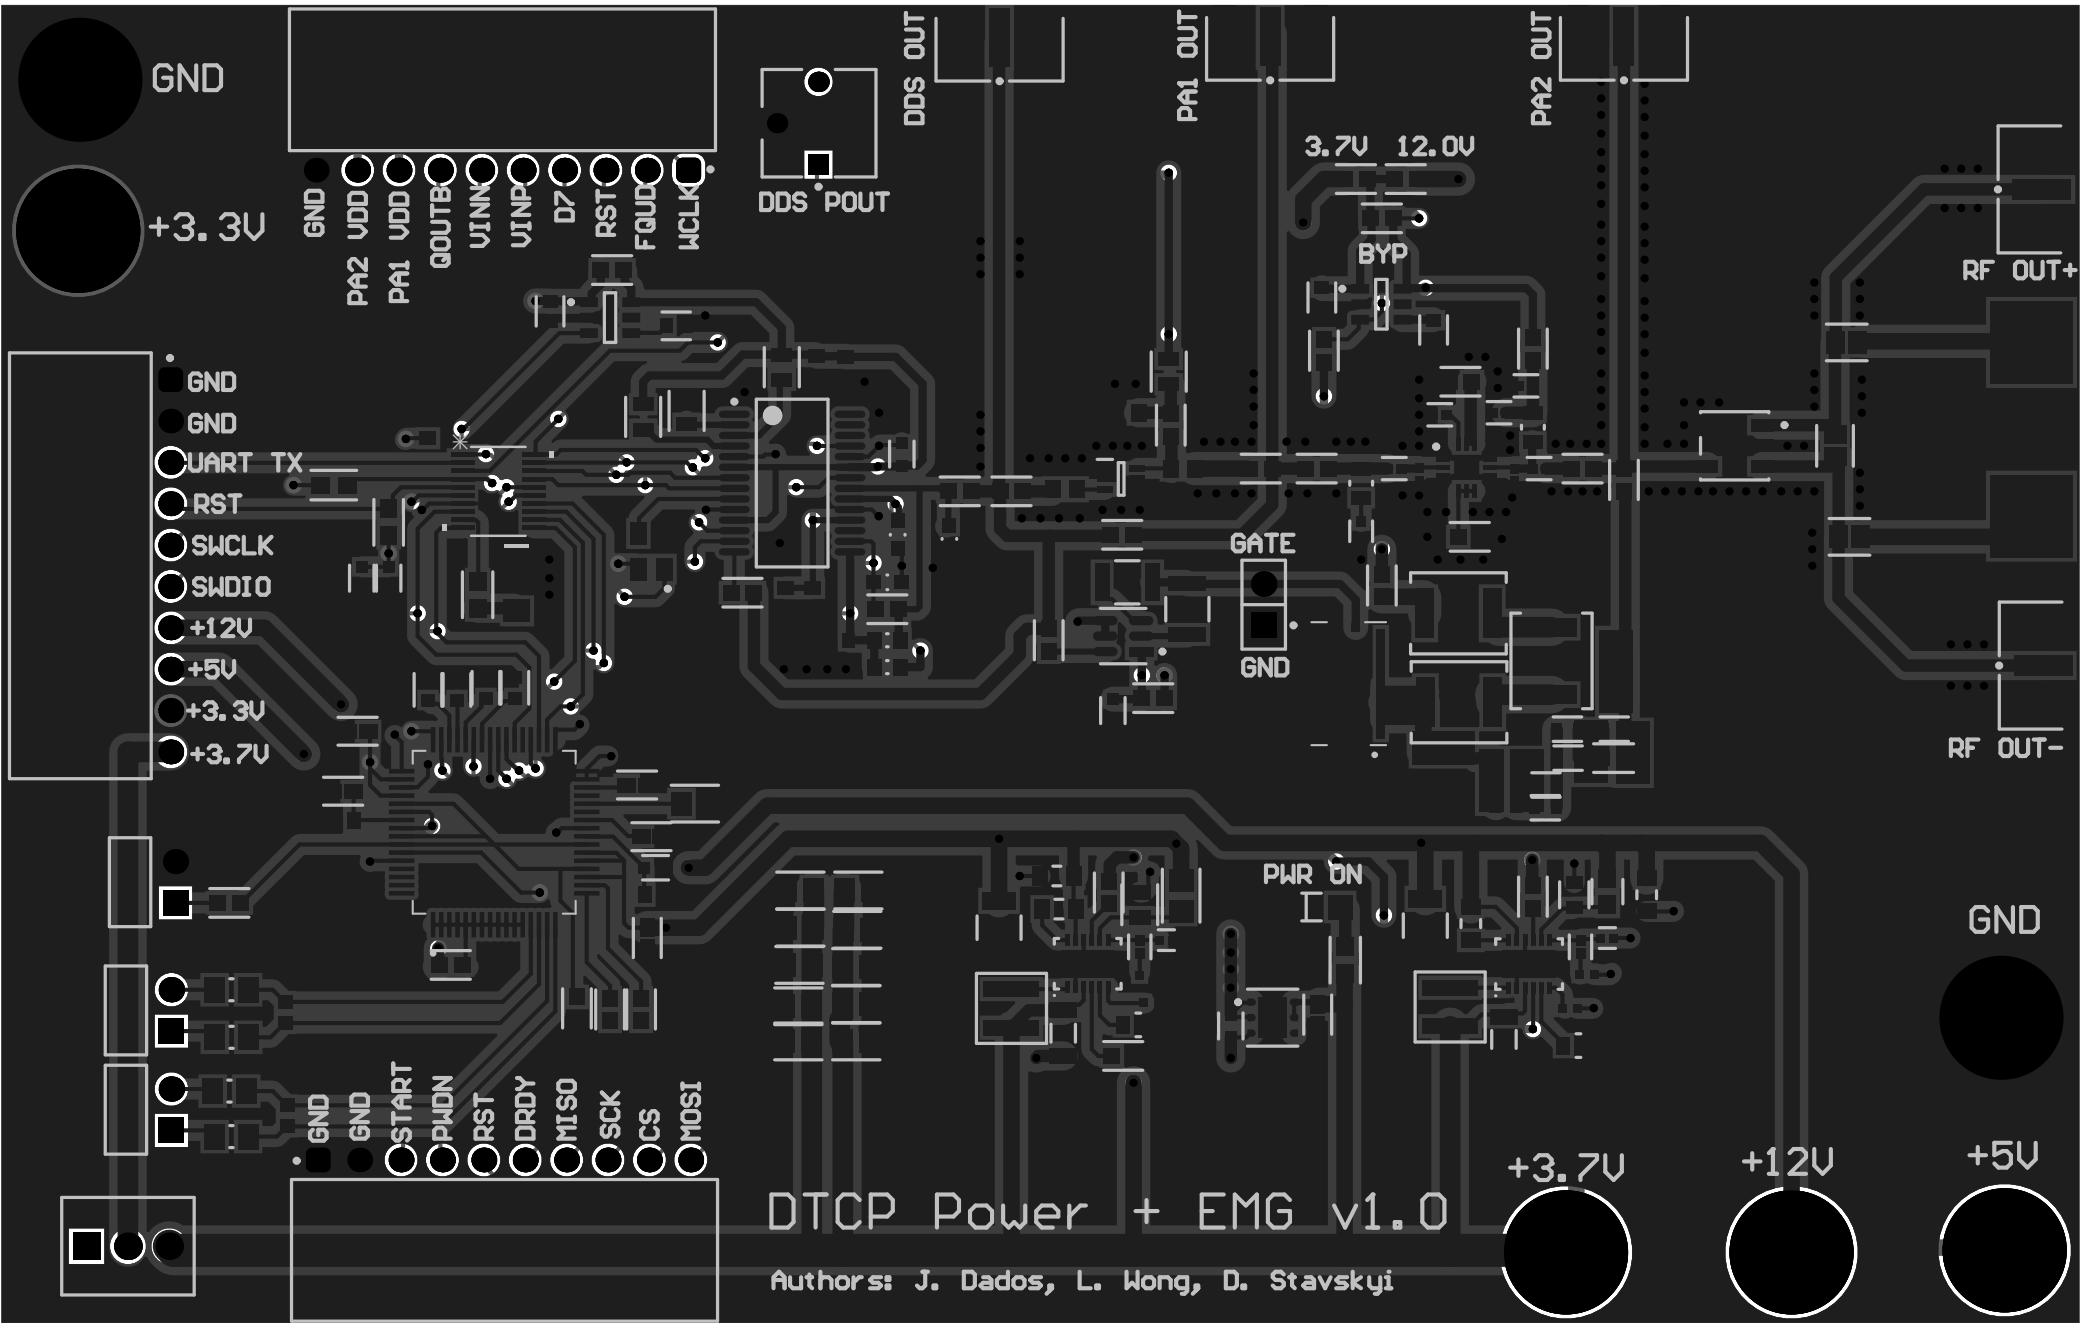 GND
+3.3V
GND
PA2 VDD
PA1 VDD
QOUTB
VINN
VINP
D7
RST
FQUD
WCLK
DDS POUT
DDS OUT
PA1 OUT
PA2 OUT
3.7V 12.0V
BYP
RF OUT+
GND
GND
UART TX
RST
SWCLK
SWDIO
+12V
+5V
+3.3V
+3.7V
GATE
GND
RF OUT-
PWR ON
GND
GND
GND
START
PWDN
RST
DRDY
MISO
SCK
CS
MOSI
+3.7V
+12V
+5V
DTCP Power + EMG v1.0
Authors: J. Dados, L. Wong, D. Stavskyi